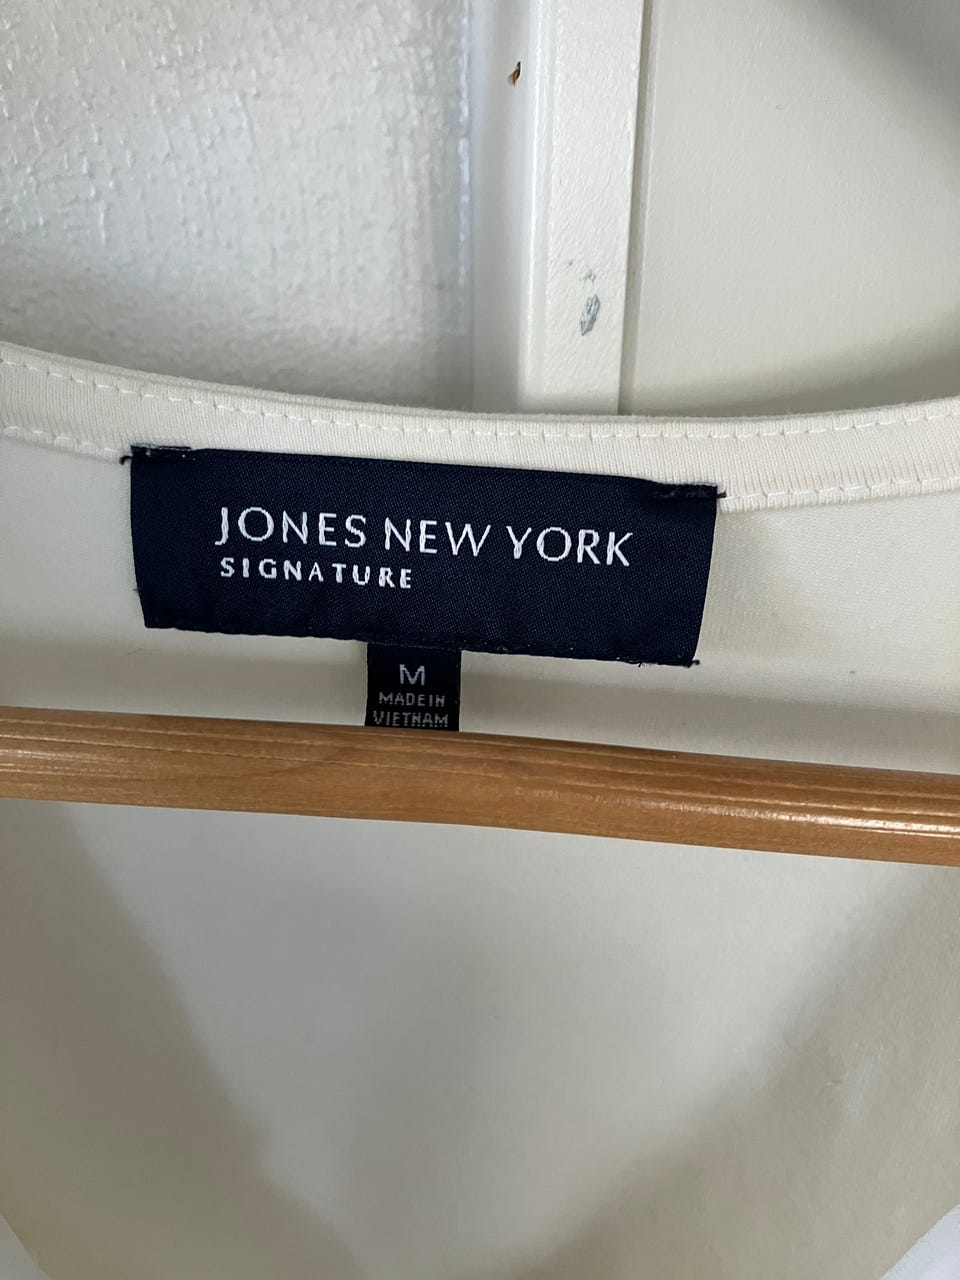 JONES NEW YORK
SIGNATURE
M
MADE IN
VIETNAM